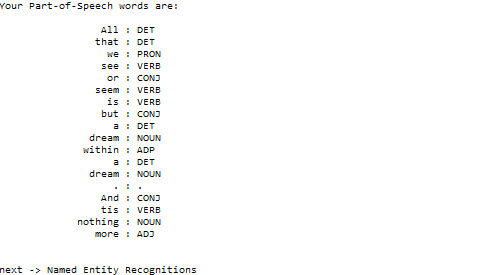 Your Part-of-Speech words are:
All : DET
that : DET
we : PRON
see : VERB
or : CONJ
seem : VERB
is : VERB
but : CONJ
a : DET
dream : NOUN
within : ADP
a : DET
dream : NOUN
. : .
And : CONJ
tis : VERB
nothing : NOUN
more : ADJ
next -> Named Entity Recognitions